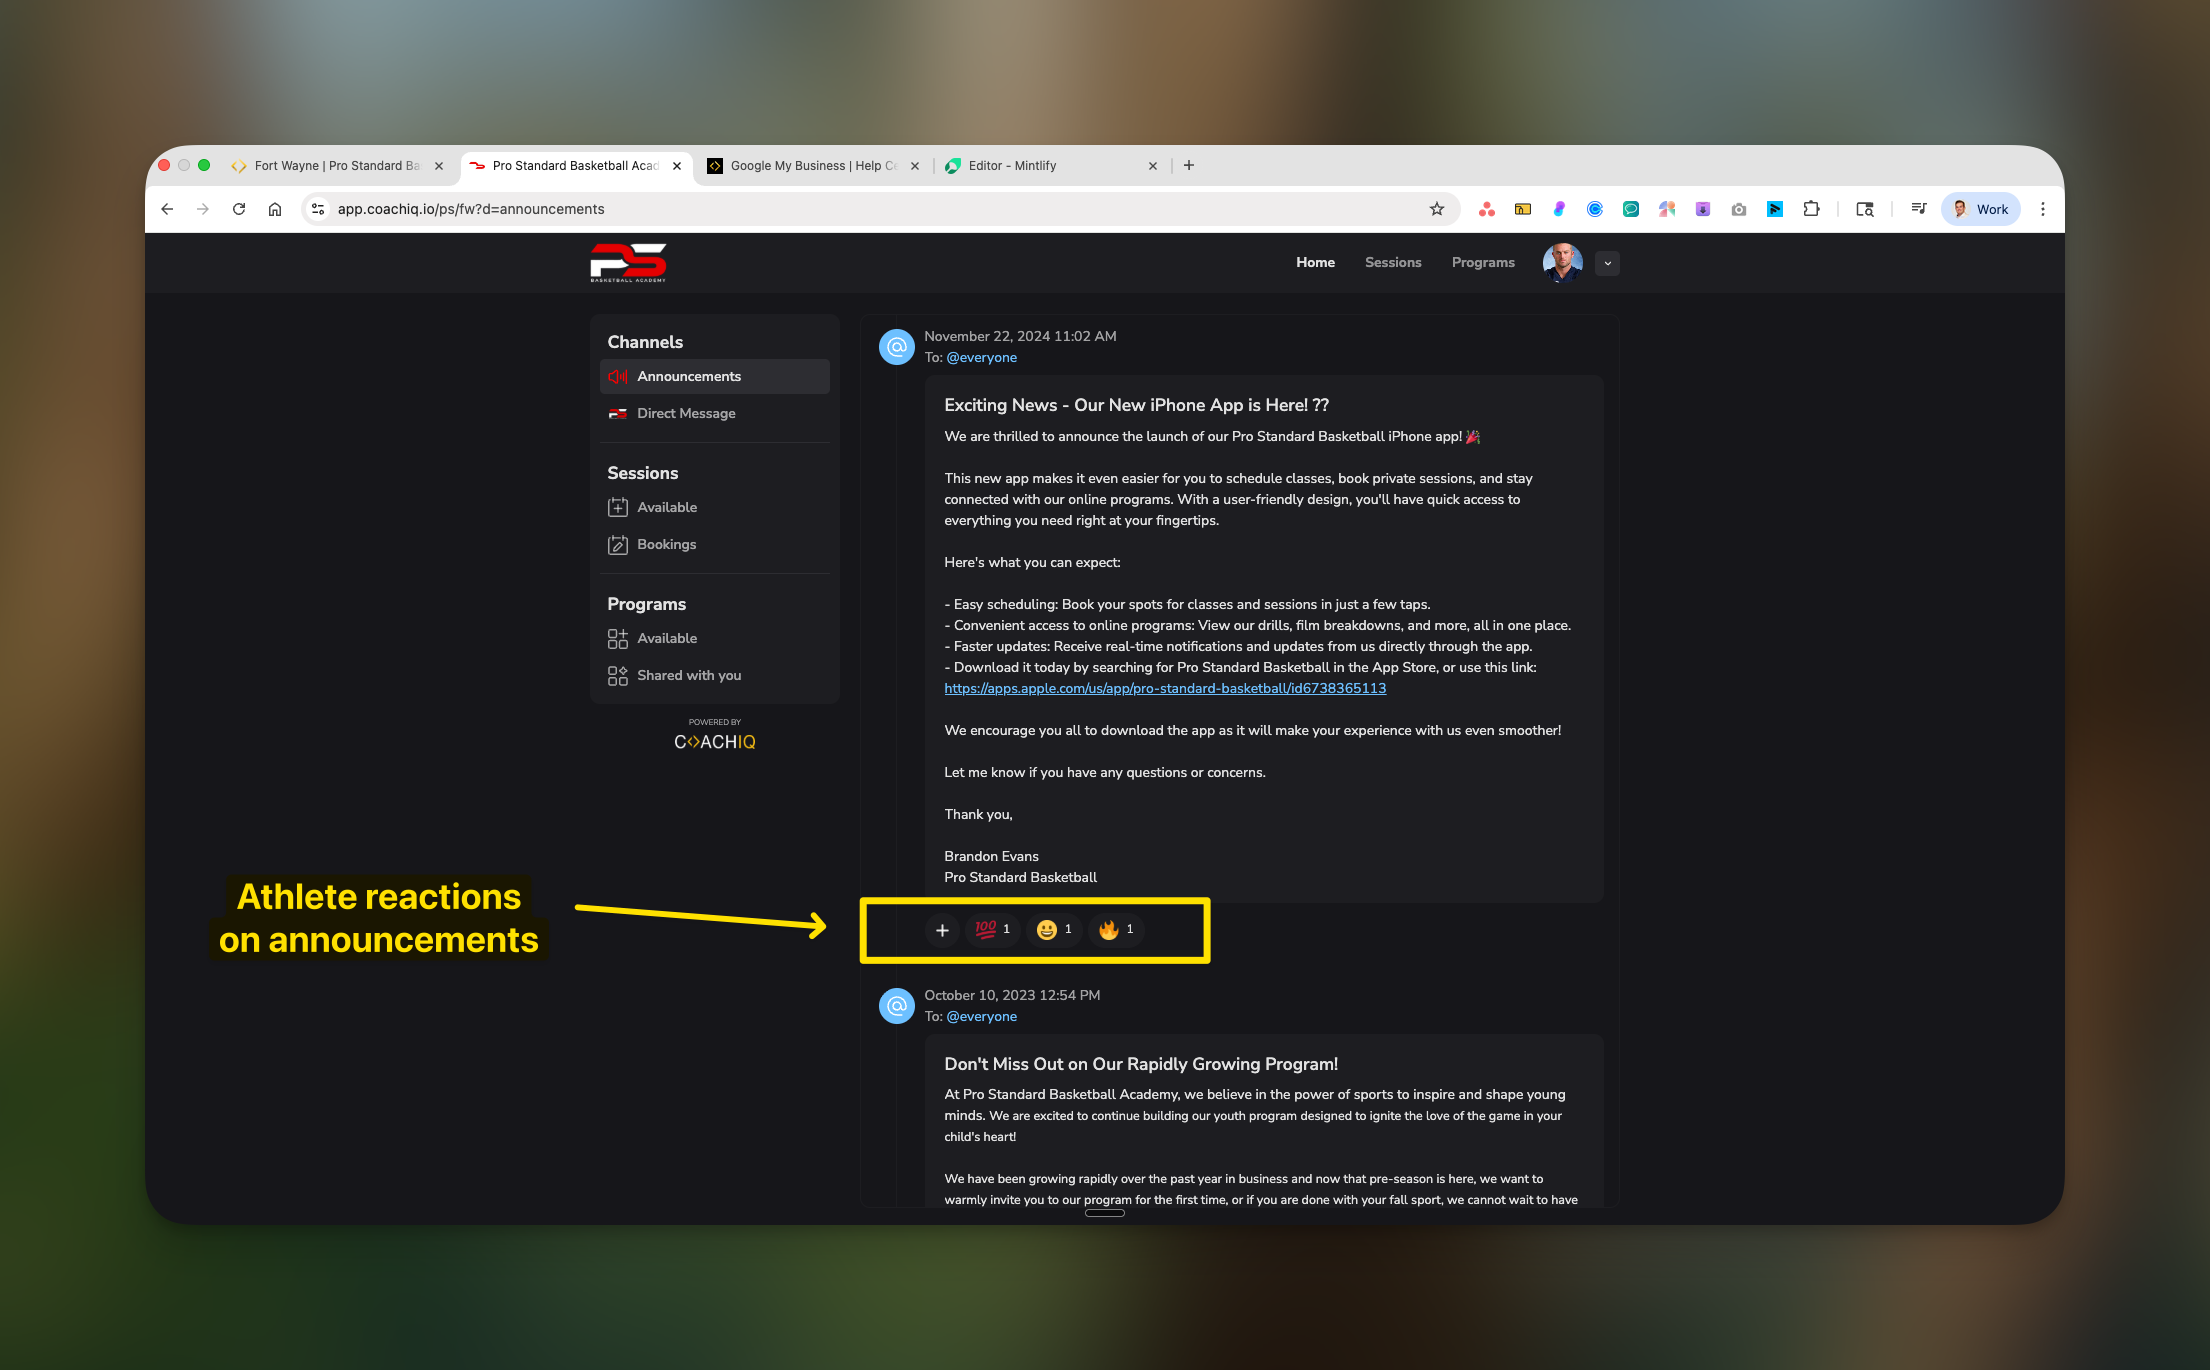 Fort Wayne | Pro Standard Ba
Pro Standard Basketball Acad
Google My Business | Help Ce
Editor - Mintlify
app.coachiq.io/ps/fw?d=announcements
Work
PS
BASKETBALL ACADEMY
Home
Sessions
Programs
Channels
Announcements
Direct Message
Sessions
Available
Bookings
Programs
Available
Shared with you
POWERED BY
COACHIQ
November 22, 2024 11:02 AM
To: @everyone
Exciting News - Our New iPhone App is Here! ??
We are thrilled to announce the launch of our Pro Standard Basketball iPhone app! 🎉
This new app makes it even easier for you to schedule classes, book private sessions, and stay
connected with our online programs. With a user-friendly design, you'll have quick access to
everything you need right at your fingertips.
Here's what you can expect:
- Easy scheduling: Book your spots for classes and sessions in just a few taps.
- Convenient access to online programs: View our drills, film breakdowns, and more, all in one place.
- Faster updates: Receive real-time notifications and updates from us directly through the app.
- Download it today by searching for Pro Standard Basketball in the App Store, or use this link:
https://apps.apple.com/us/app/pro-standard-basketball/id6738365113
We encourage you all to download the app as it will make your experience with us even smoother!
Let me know if you have any questions or concerns.
Thank you,
Brandon Evans
Pro Standard Basketball
Athlete reactions
on announcements
+ 💯 1 😀 1 🔥 1
October 10, 2023 12:54 PM
To: @everyone
Don't Miss Out on Our Rapidly Growing Program!
At Pro Standard Basketball Academy, we believe in the power of sports to inspire and shape young
minds. We are excited to continue building our youth program designed to ignite the love of the game in your
child's heart!
We have been growing rapidly over the past year in business and now that pre-season is here, we want to
warmly invite you to our program for the first time, or if you are done with your fall sport, we cannot wait to have